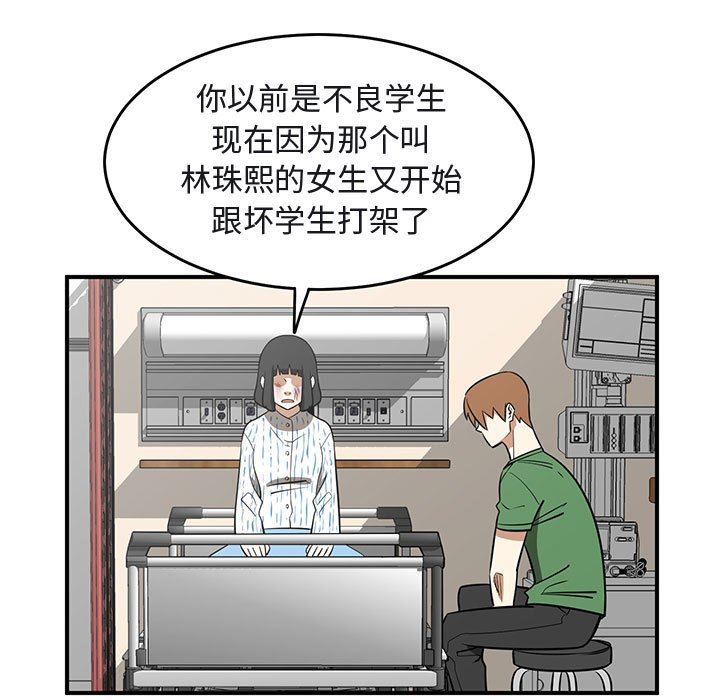 你以前是不良学生
现在因为那个叫
林珠熙的女生又开始
跟坏学生打架了